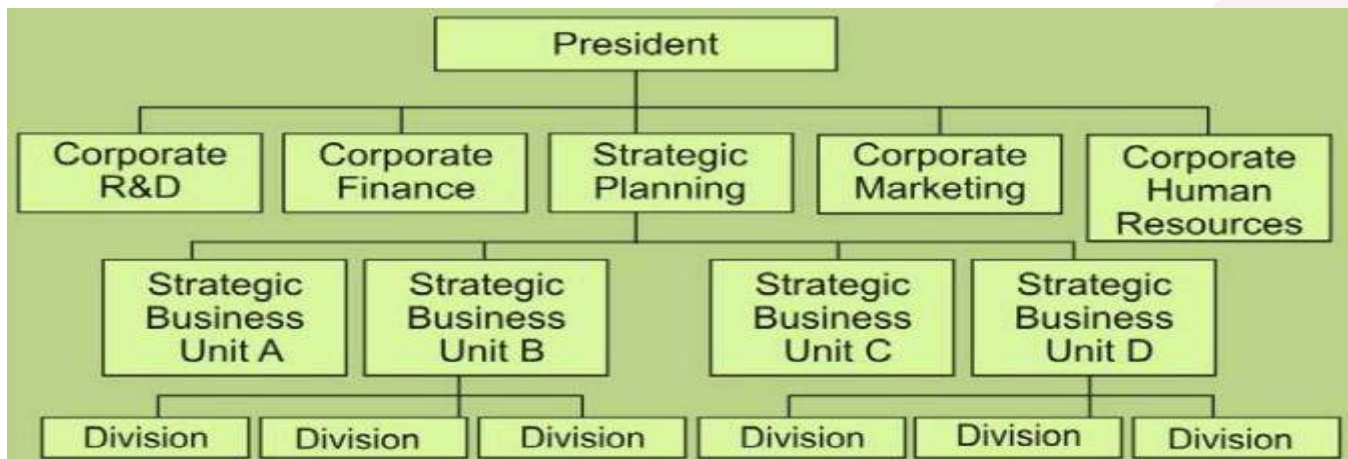 President
Corporate
R&D
Corporate
Finance
Strategic
Planning
Corporate
Marketing
Corporate
Human
Resources
Strategic
Business
Unit A
Strategic
Business
Unit B
Strategic
Business
Unit C
Strategic
Business
Unit D
Division
Division
Division
Division
Division
Division